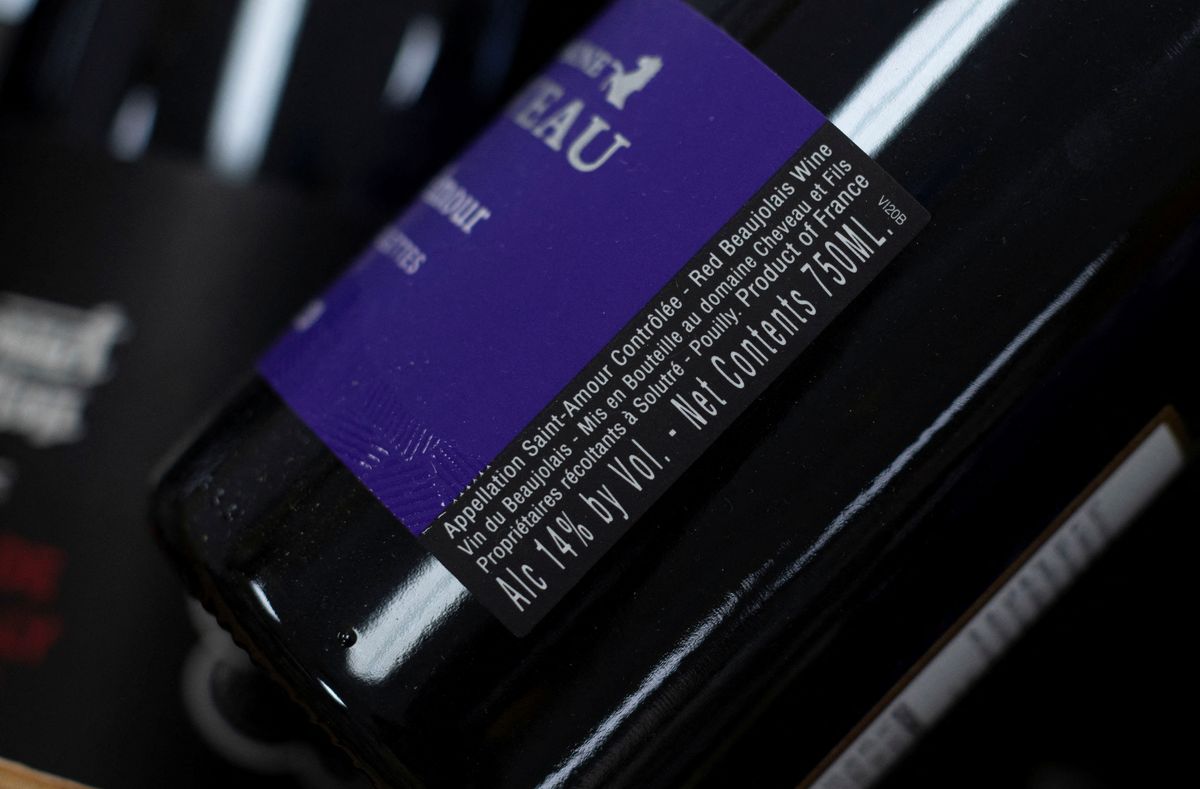 EAU
Appellation Saint-Amour Contrôlée - Red Beaujolais Wine
Vin du Beaujolais - Mis en Bouteille au domaine Cheveau et Fils
Propriétaires récoltants à Solutré - Pouilly. Product of France
Alc 14% by Vol. - Net Contents 750ML.
VI20B